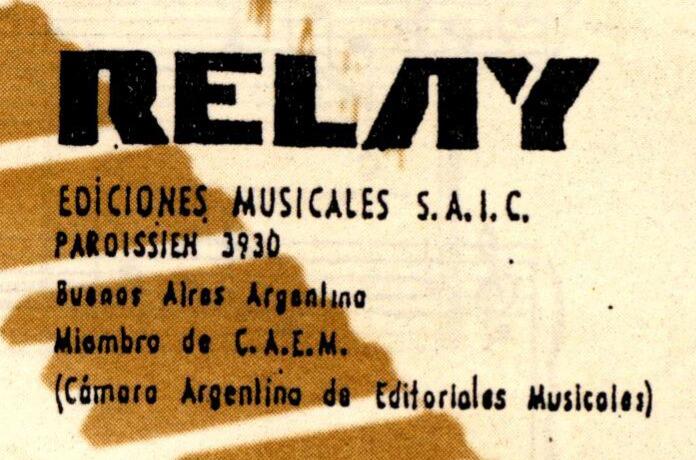 RELAY
EDICIONES MUSICALES S.A.I.C.
PAROISSIEN 3930
Buenos Aires Argentina
Miembro de C.A.E.M.
(Cámara Argentina de Editoriales Musicales)